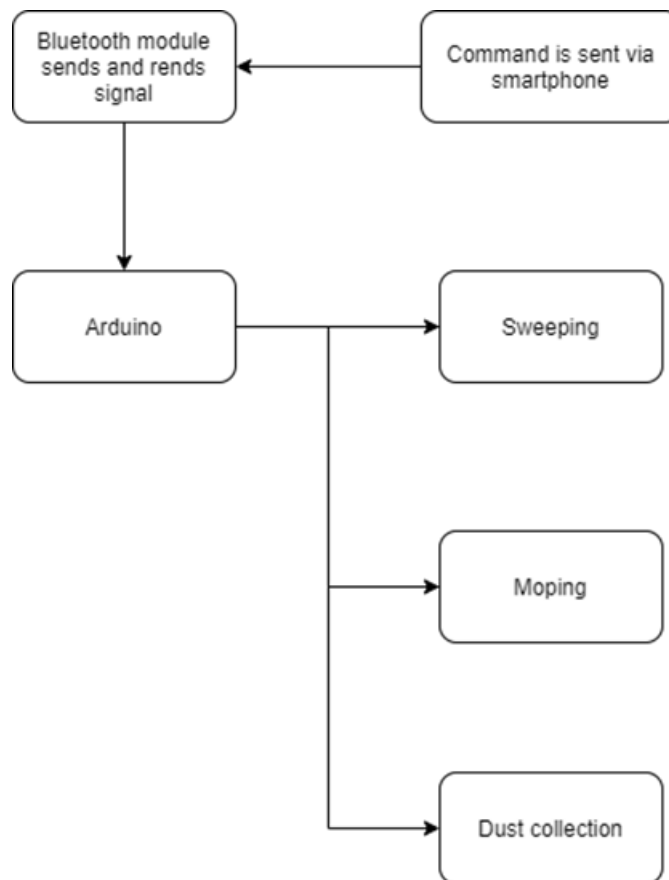 Bluetooth module
sends and rends
signal
Command is sent via
smartphone
Arduino
Sweeping
Moping
Dust collection